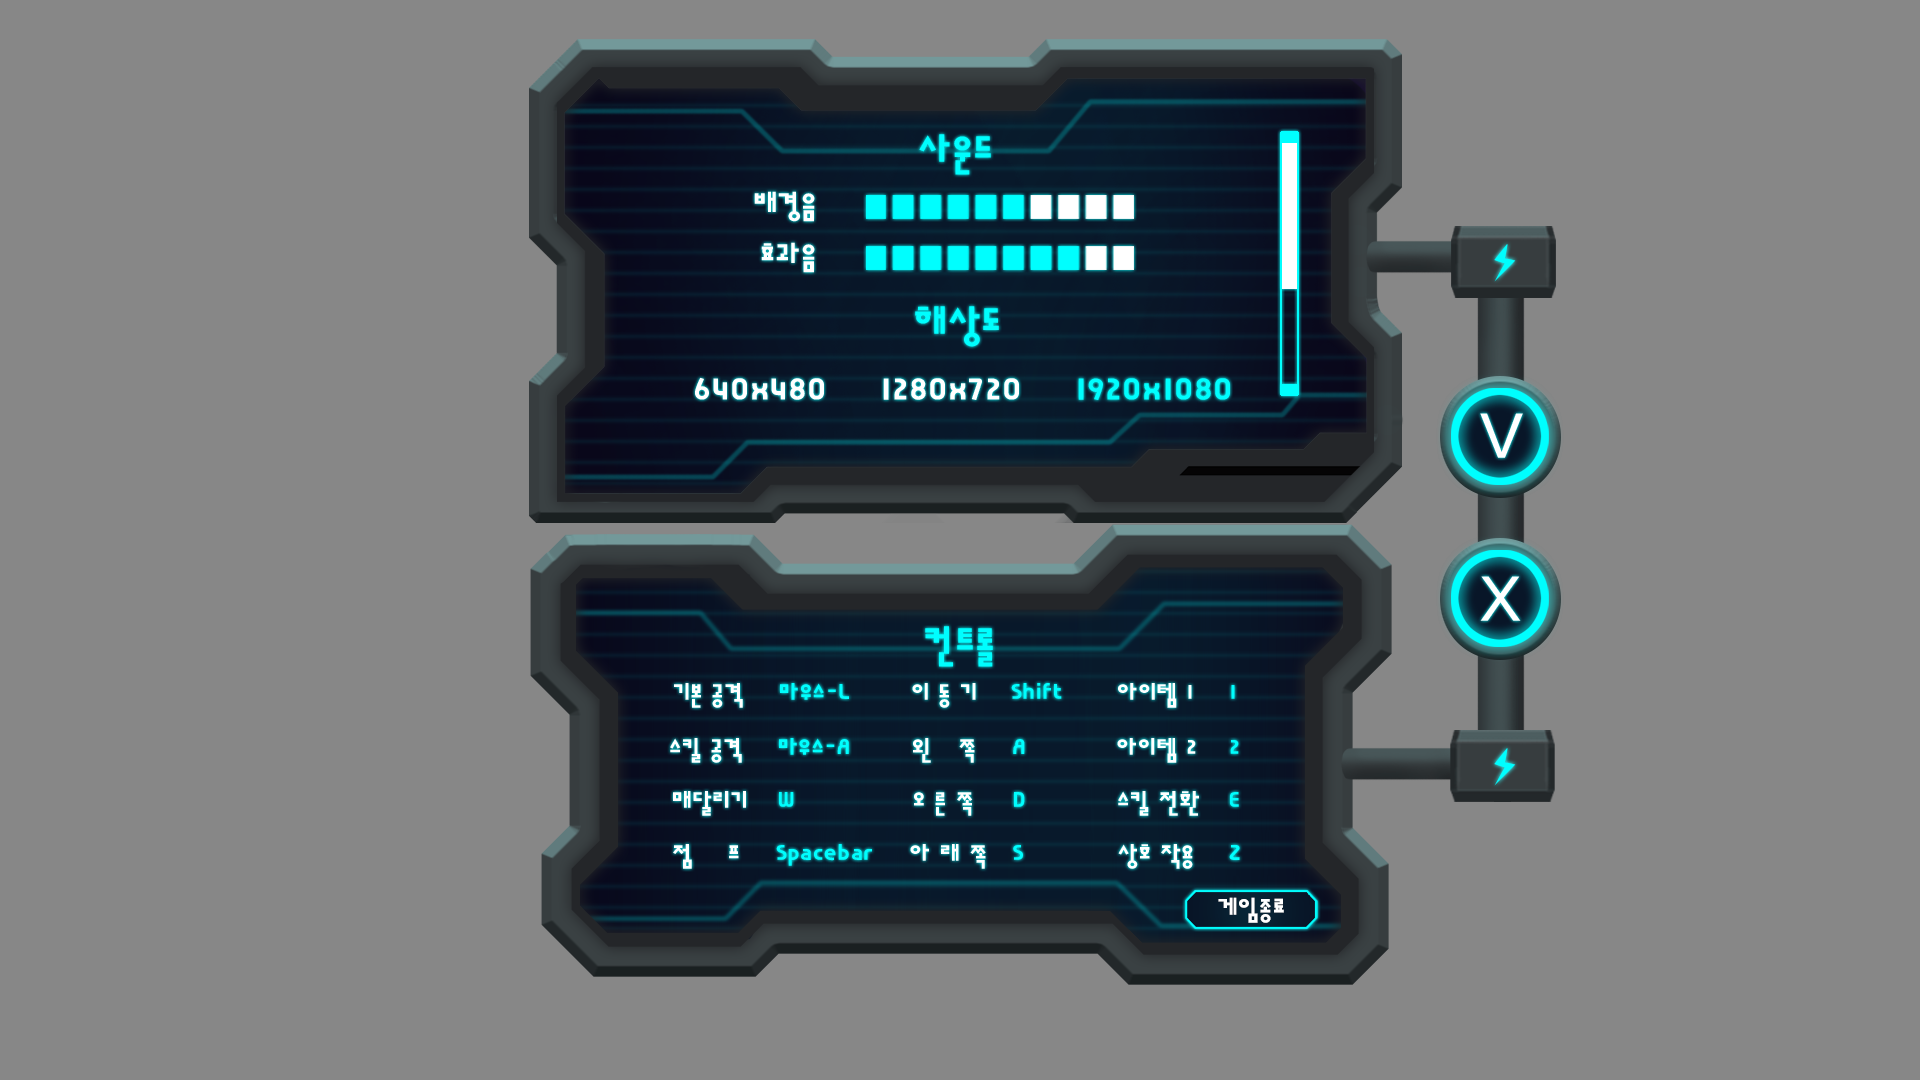 사운드
배경음
효과음
해상도
640x480 1280x720 1920x1080
V
X
컨트롤
기본 공격 마우스-L 이 동 기 Shift 아이템 1 1
스킬 공격 마우스-A 왼 쪽 A 아이템 2 2
매달리기 W 오 른 쪽 D 스킬 전환 E
점 프 Spacebar 아 래 쪽 S 상호 작용 Z
게임종료